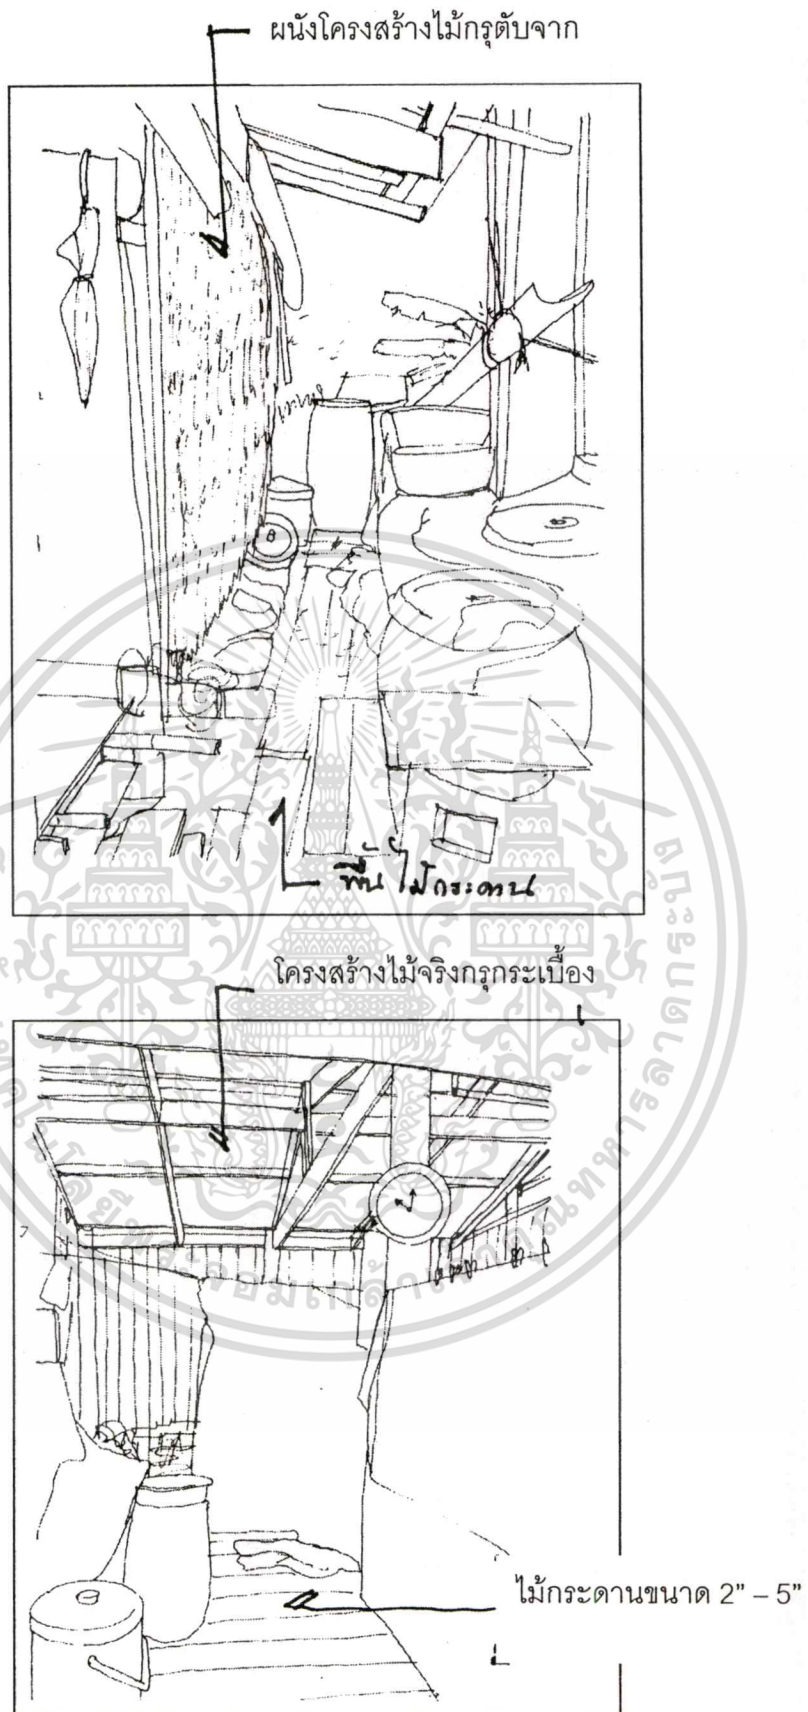 ผนังโครงสร้างไม้กรุตับจาก
พื้นไม้กระดาน
โครงสร้างไม้จริงกรุกระเบื้อง
ไม้กระดานขนาด 2” – 5”